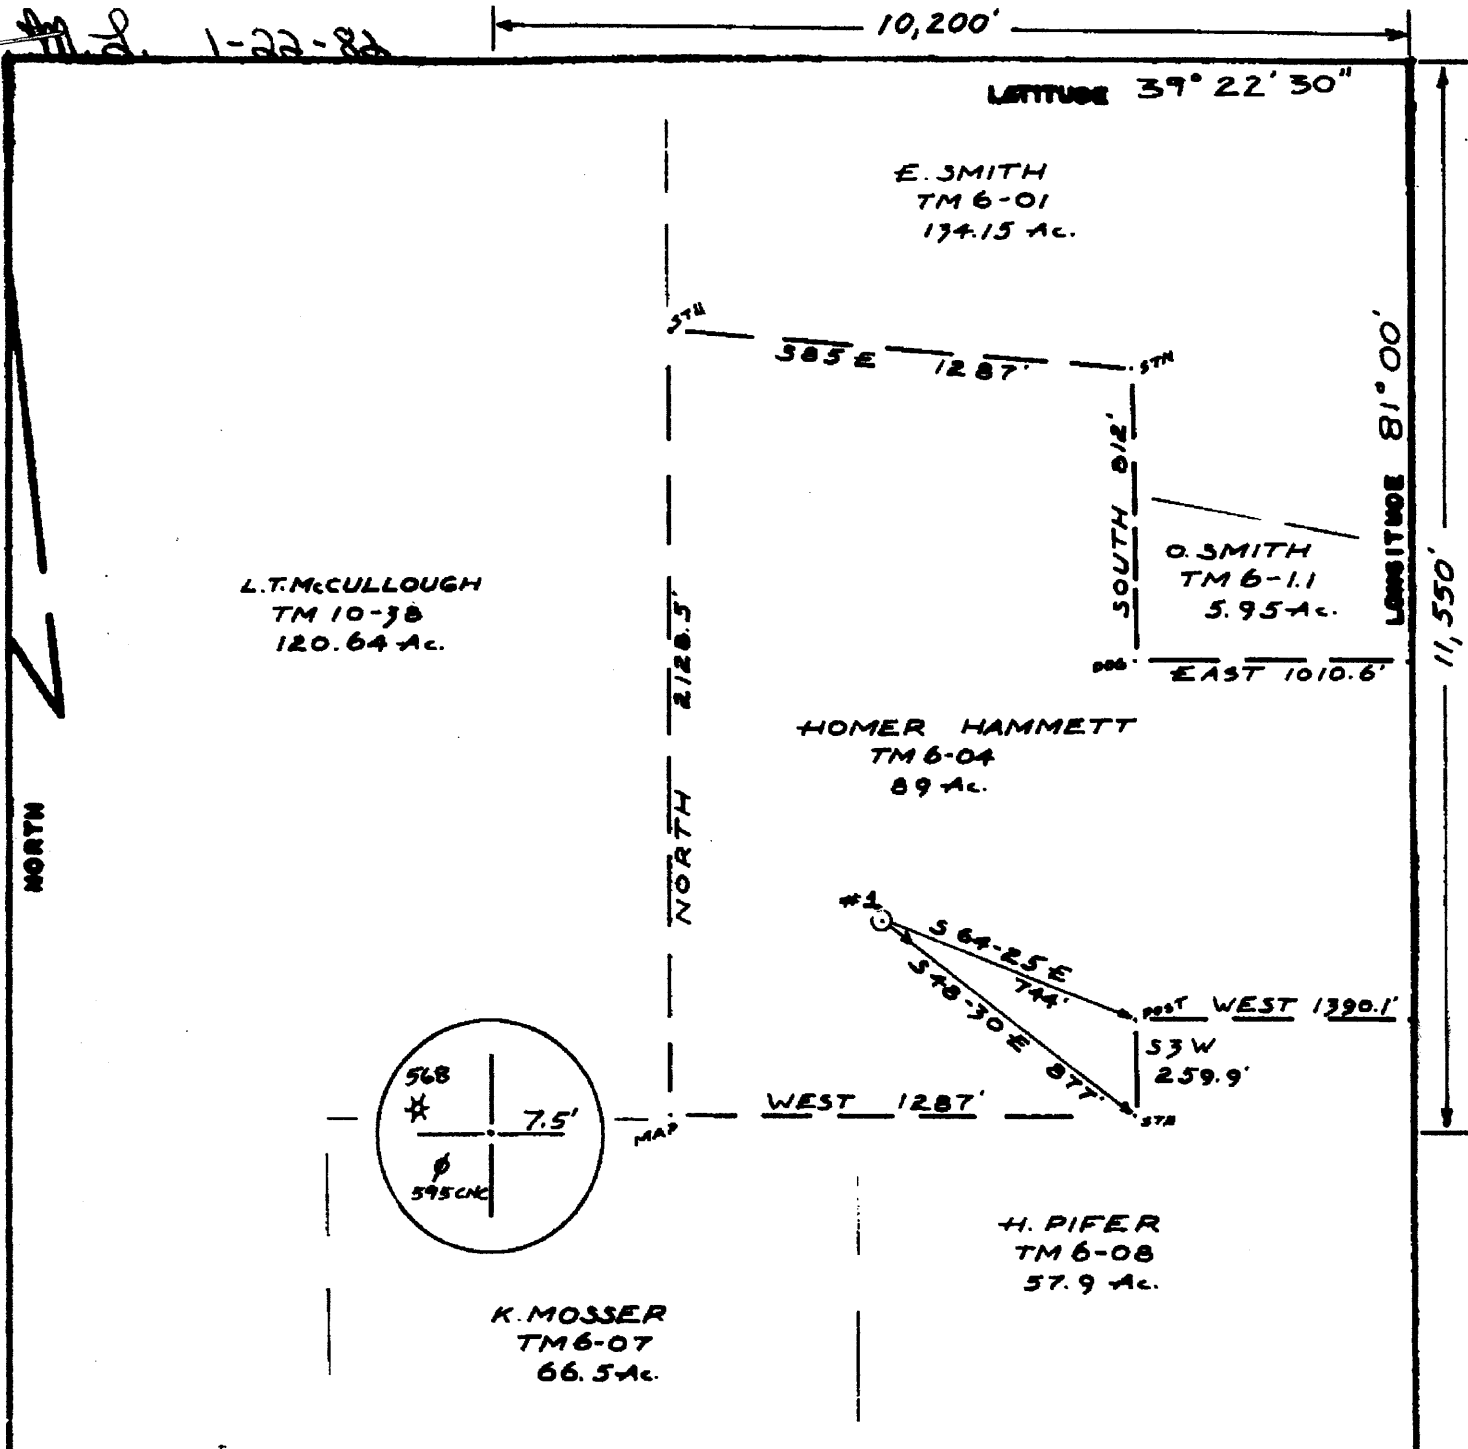 1-22-82
10,200'
LATITUDE 39° 22' 30"
E. SMITH
TM 6-01
134.15 Ac.
STN
S85E 1287'
STN
LONGITUDE 81° 00'
SOUTH 812'
O. SMITH
TM 6-1.1
5.95 Ac.
11,550'
L.T. McCULLOUGH
TM 10-38
120.64 Ac.
NORTH 2128.5'
EAST 1010.6'
HOMER HAMMETT
TM 6-04
89 Ac.
NORTH
#1
S 64-25 E
744'
S 48-30 E 877'
POST WEST 1390.1'
S3W
259.9'
568
7.5'
595 CNC
MAP
WEST 1287'
STN
H. PIFER
TM 6-08
57.9 Ac.
K. MOSSER
TM 6-07
66.5 Ac.